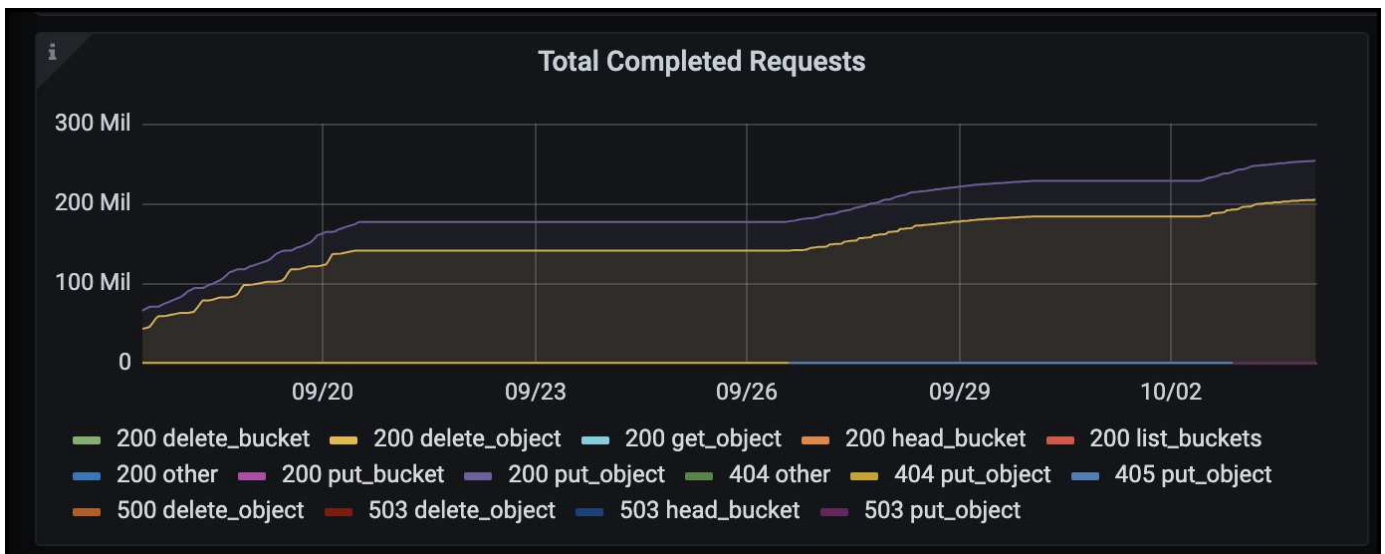 i
Total Completed Requests
300 Mil
200 Mil
100 Mil
0
09/20 09/23 09/26 09/29 10/02
200 delete_bucket 200 delete_object 200 get_object 200 head_bucket 200 list_buckets
200 other 200 put_bucket 200 put_object 404 other 404 put_object 405 put_object
500 delete_object 503 delete_object 503 head_bucket 503 put_object